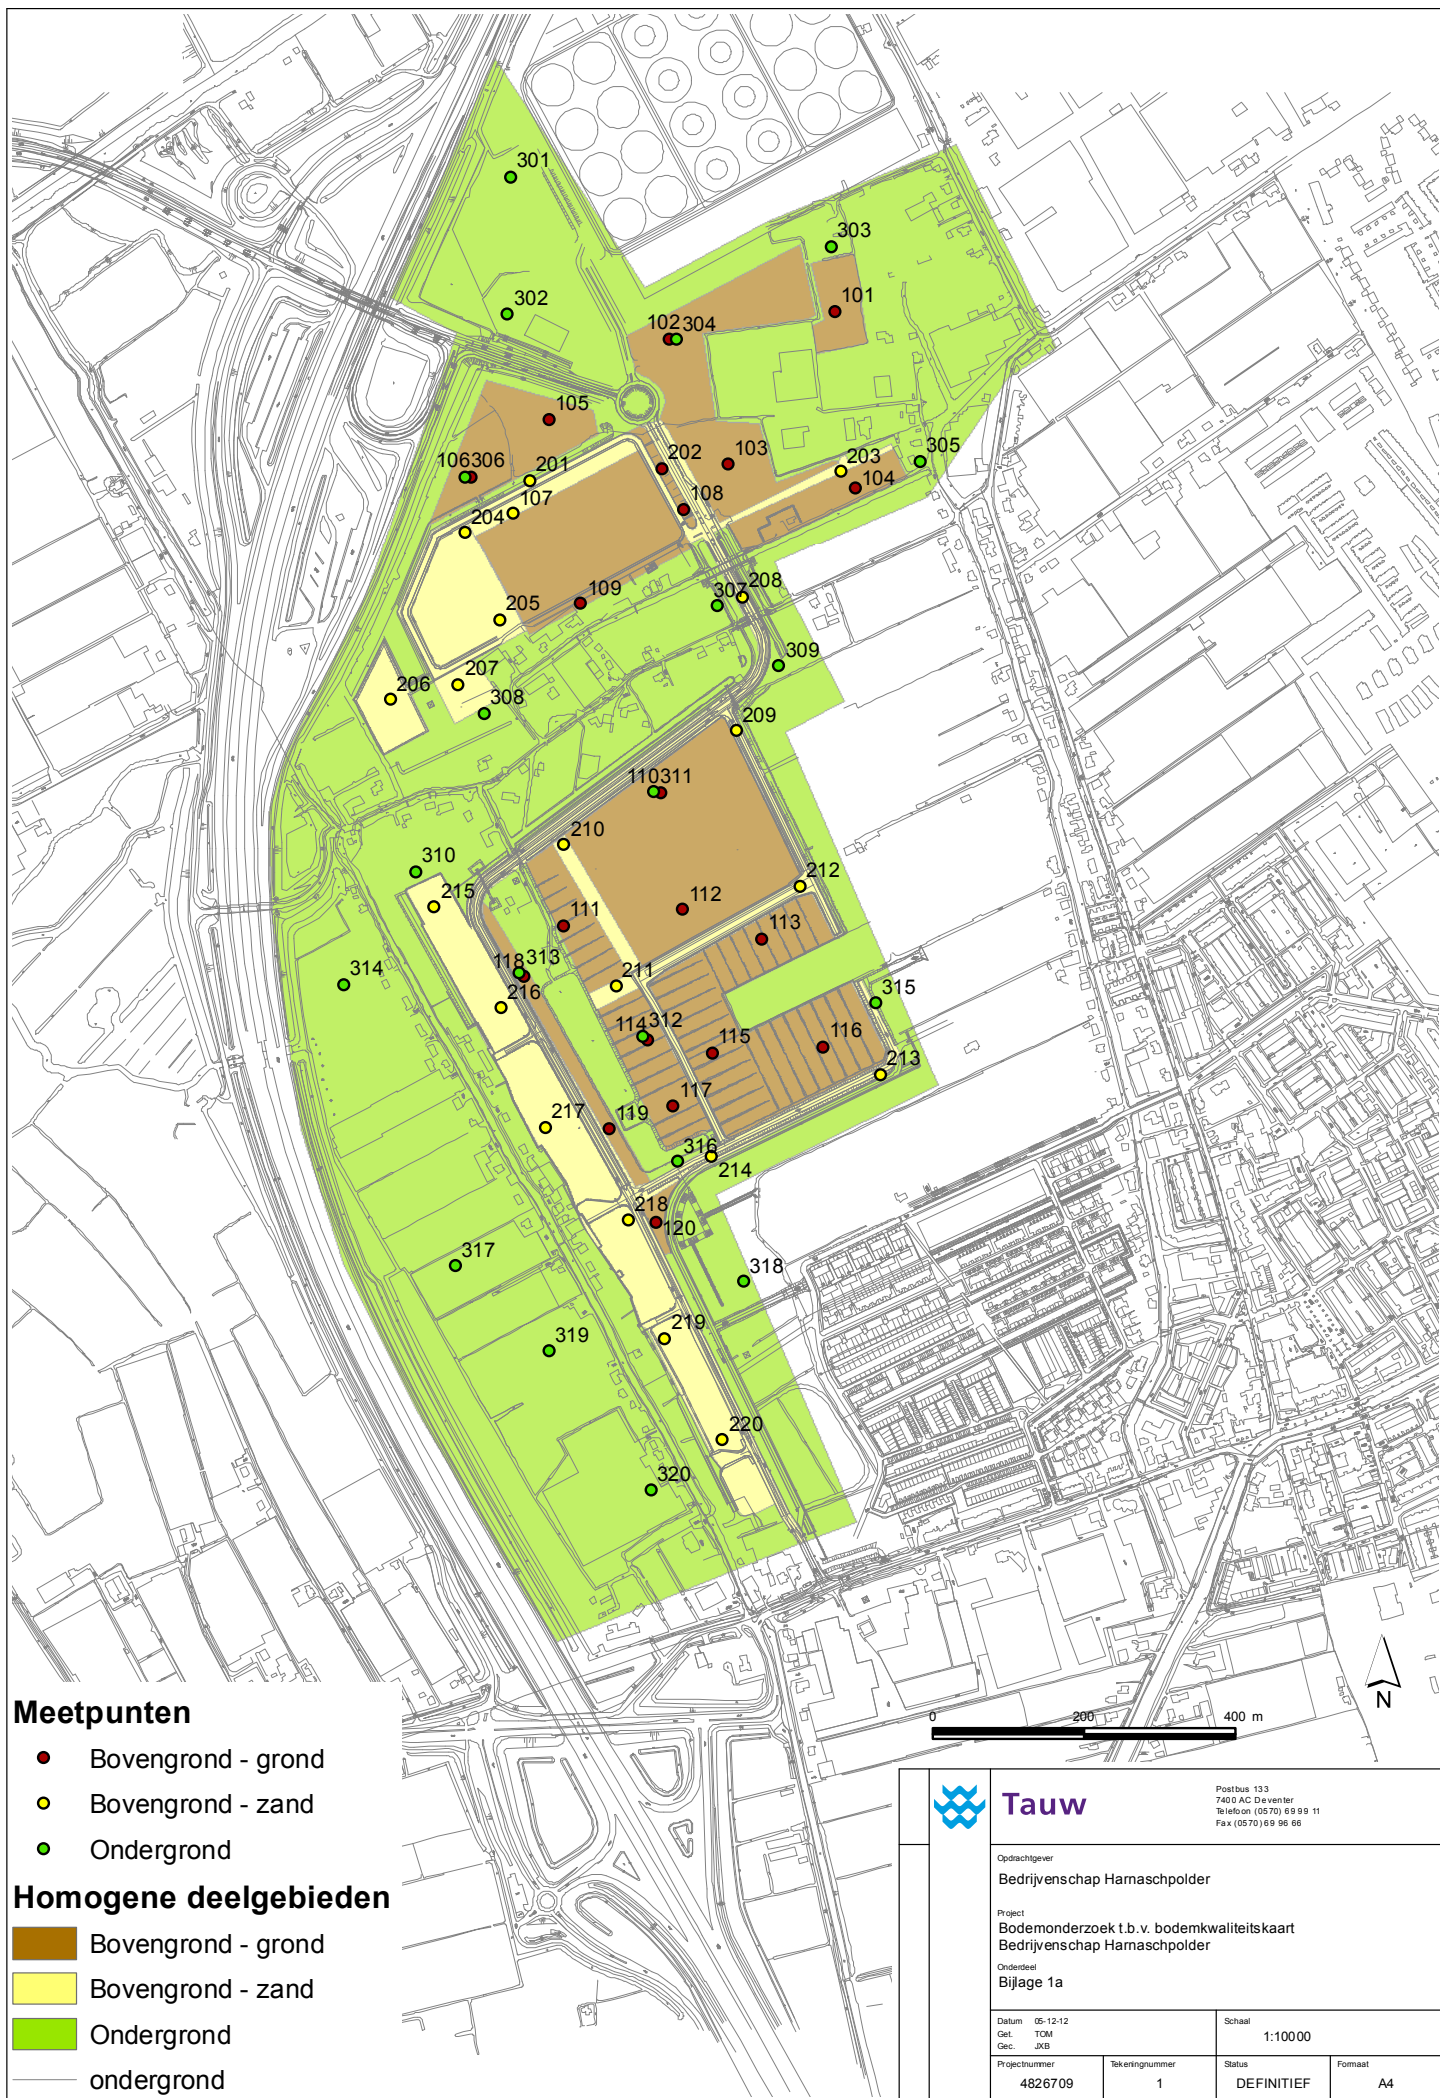 301
303
302
101
102
304
105
103
202
203
305
106
306
201
104
107
108
204
109
208
307
205
309
207
206
308
209
110
311
210
310
212
215
111
112
113
313
118
211
314
216
315
114
312
115
116
213
117
217
119
316
214
218
120
317
318
219
319
220
320
N
0 200 400 m
Meetpunten
Bovengrond - grond
Bovengrond - zand
Ondergrond
Homogene deelgebieden
Bovengrond - grond
Bovengrond - zand
Ondergrond
ondergrond
Tauw
Postbus 133
7400 AC Deventer
Telefoon (0570) 69 99 11
Fax (0570) 69 96 66
Opdrachtgever
Bedrijvenschap Harnaschpolder
Project
Bodemonderzoek t.b.v. bodemkwaliteitskaart
Bedrijvenschap Harnaschpolder
Onderdeel
Bijlage 1a
Datum 05-12-12
Get. TOM
Gec. JXB
Schaal
1:10000
Projectnummer
4826709
Tekeningnummer
1
Status
DEFINITIEF
Formaat
A4